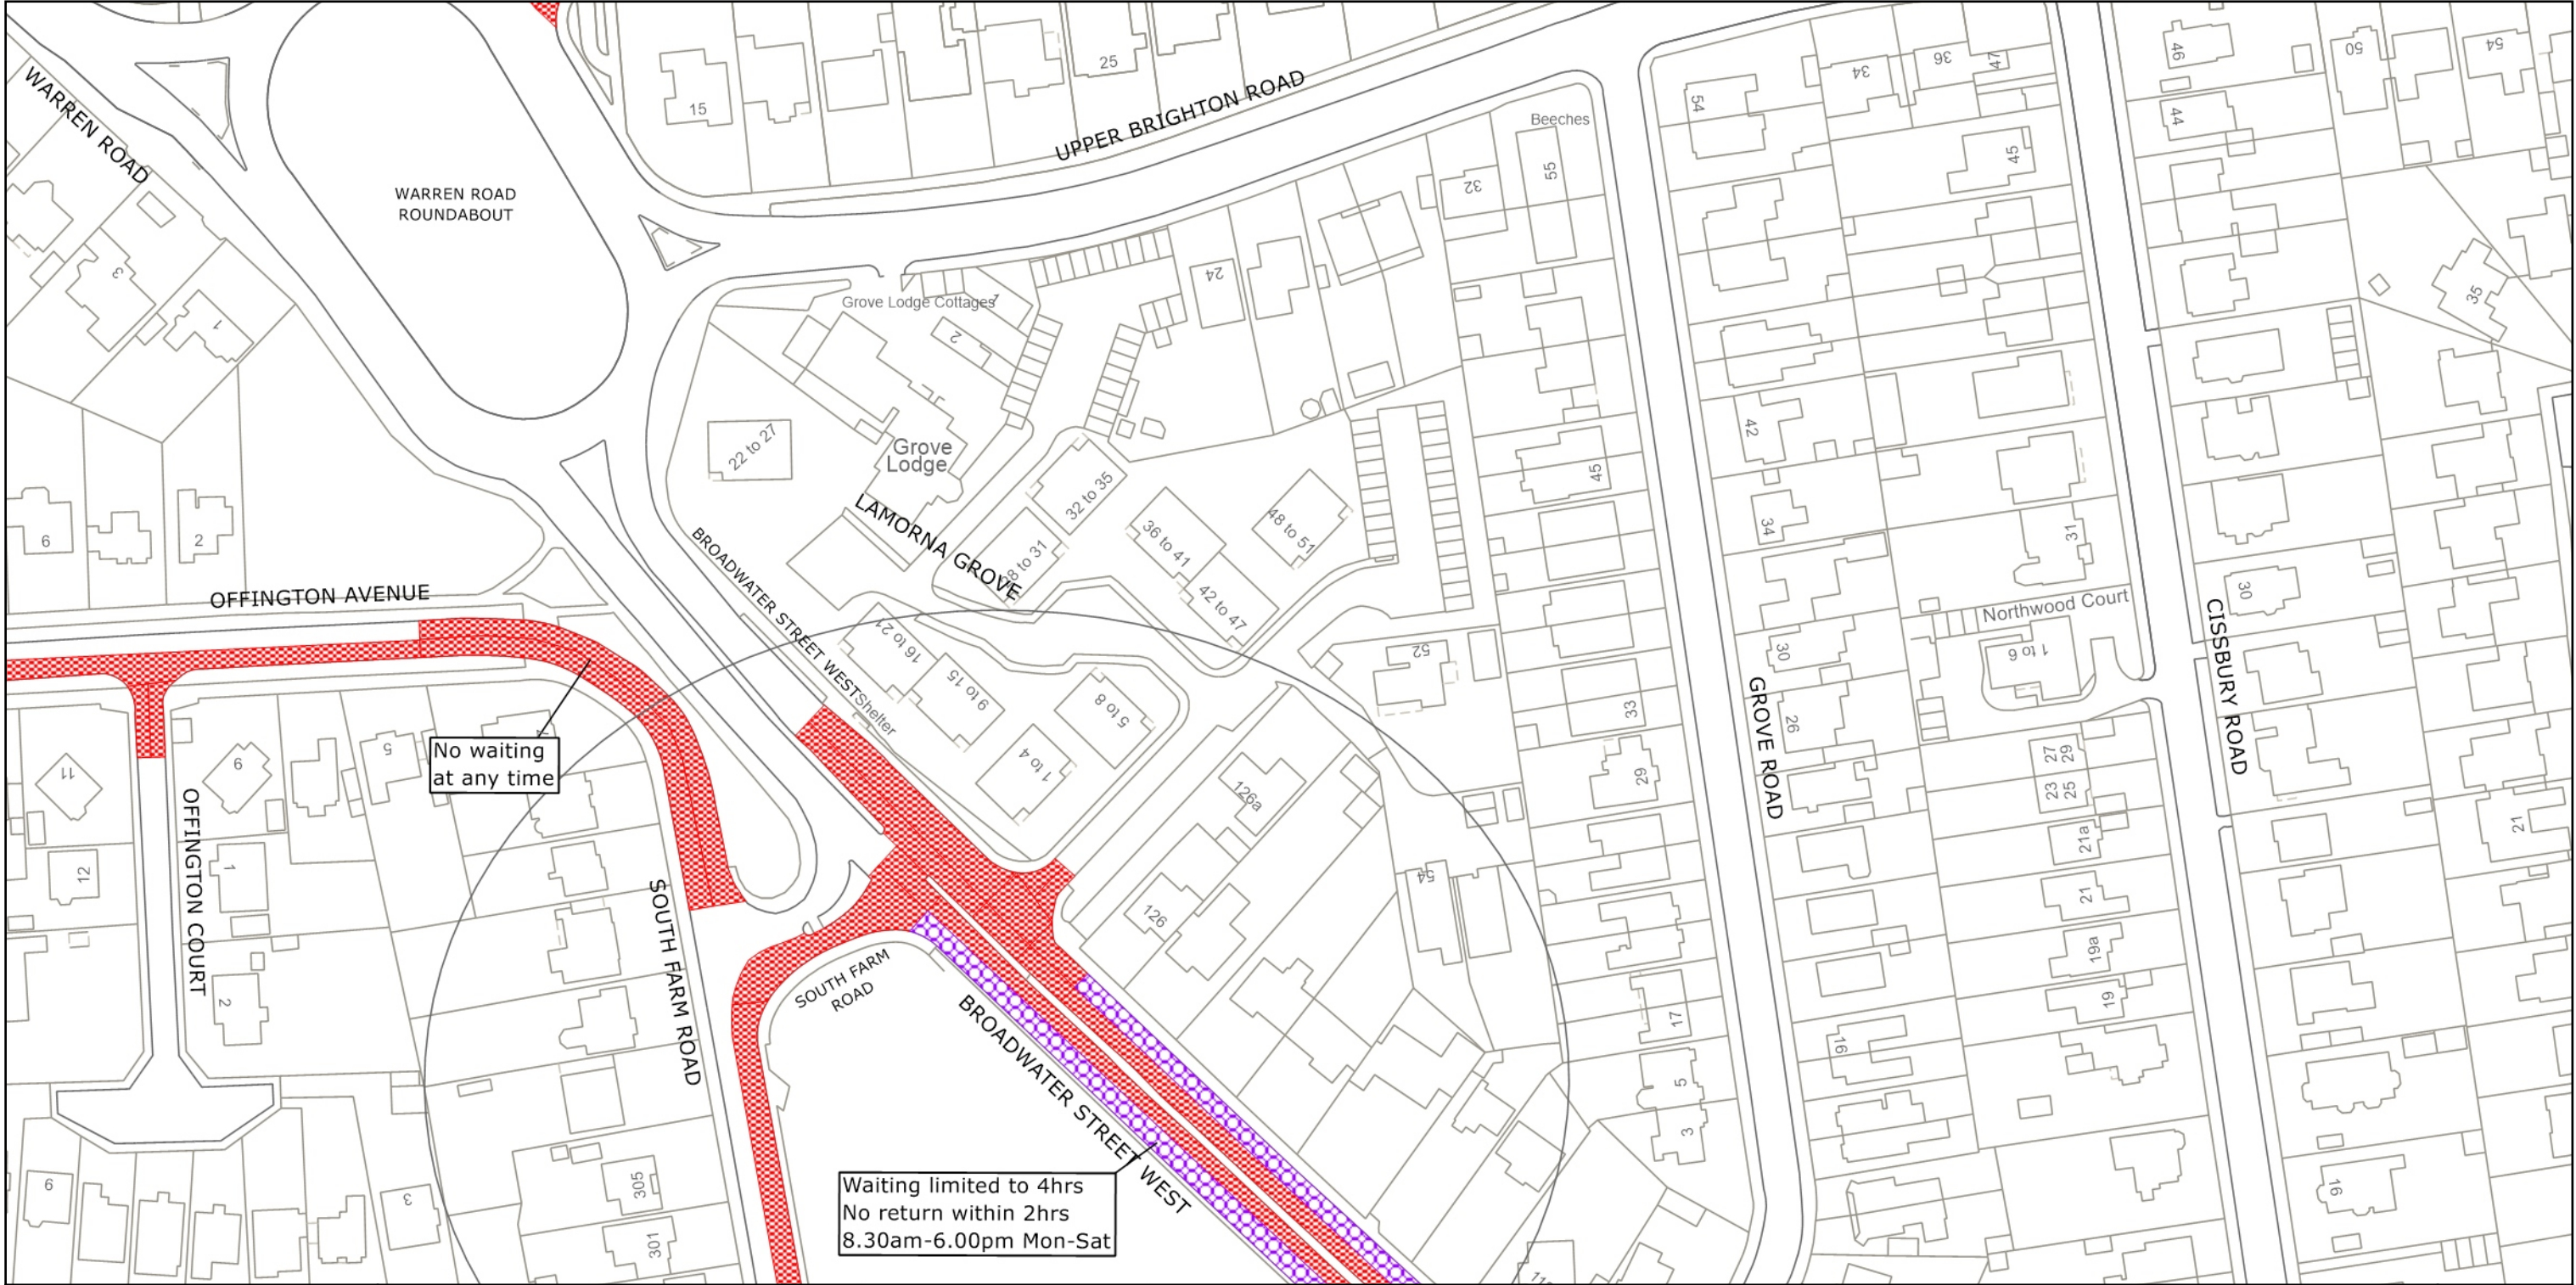 WARREN ROAD
15
25
UPPER BRIGHTON ROAD
54
34
36
47
46
50
54
Beeches
44
WARREN ROAD
ROUNDABOUT
32
55
45
3
1
24
35
Grove Lodge Cottages
1
2
22 to 27
Grove
Lodge
42
45
32 to 35
LAMORNA GROVE
36 to 41
48 to 51
34
31
6
2
BROADWATER STREET WEST
28 to 31
42 to 47
30
OFFINGTON AVENUE
Northwood Court
CISSBURY ROAD
16 to 21
52
30
1 to 6
9 to 15
5 to 8
Shelter
33
GROVE ROAD
26
No waiting
at any time
11
9
5
1 to 4
126a
29
27
29
23
25
21
OFFINGTON COURT
12
1
SOUTH FARM ROAD
54
21a
126
21
19a
SOUTH FARM
ROAD
2
BROADWATER STREET WEST
17
19
16
5
3
Waiting limited to 4hrs
No return within 2hrs
8.30am-6.00pm Mon-Sat
9
3
305
301
16